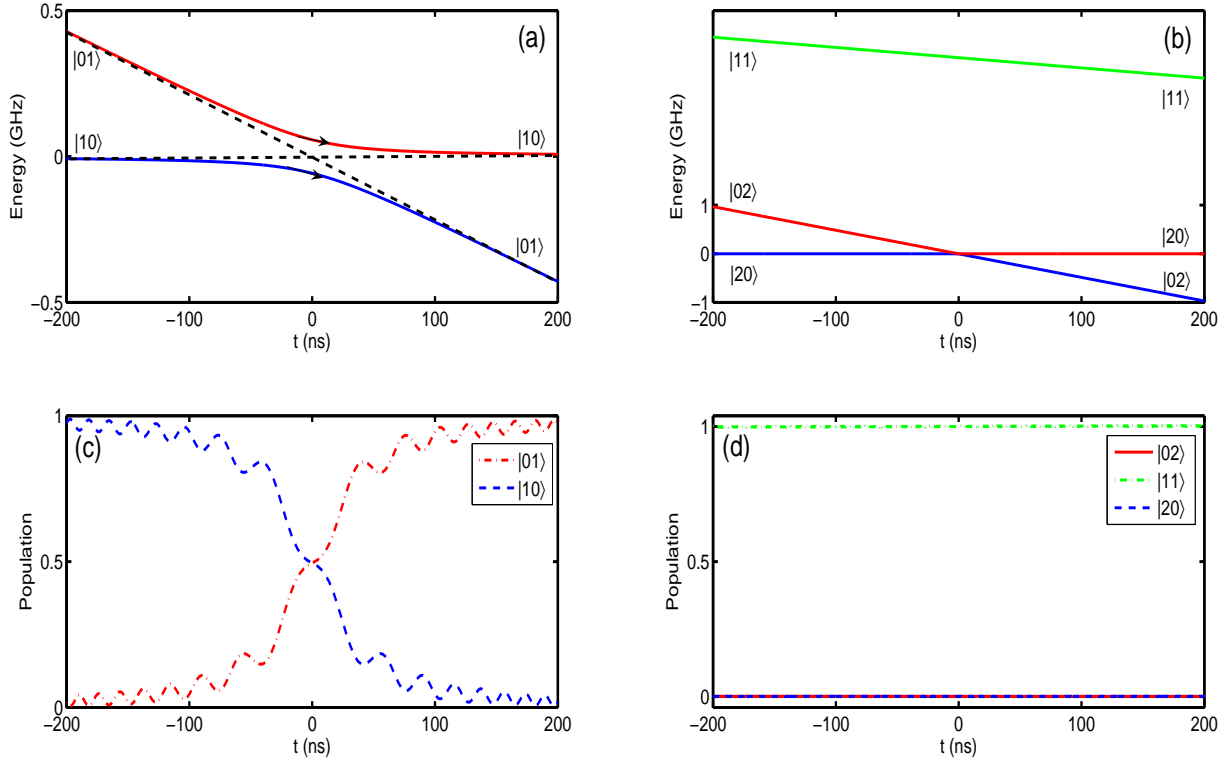 (a)
Energy (GHz)
0.5
0
−0.5
|01⟩
|10⟩
|10⟩
|01⟩
−200 −100 0 100 200
t (ns)
(b)
Energy (GHz)
1
0
−1
|11⟩
|11⟩
|02⟩
|20⟩
|20⟩
|02⟩
−200 −100 0 100 200
t (ns)
(c)
Population
1
0.5
0
|01⟩
|10⟩
−200 −100 0 100 200
t (ns)
(d)
Population
1
0.5
0
|02⟩
|11⟩
|20⟩
−200 −100 0 100 200
t (ns)